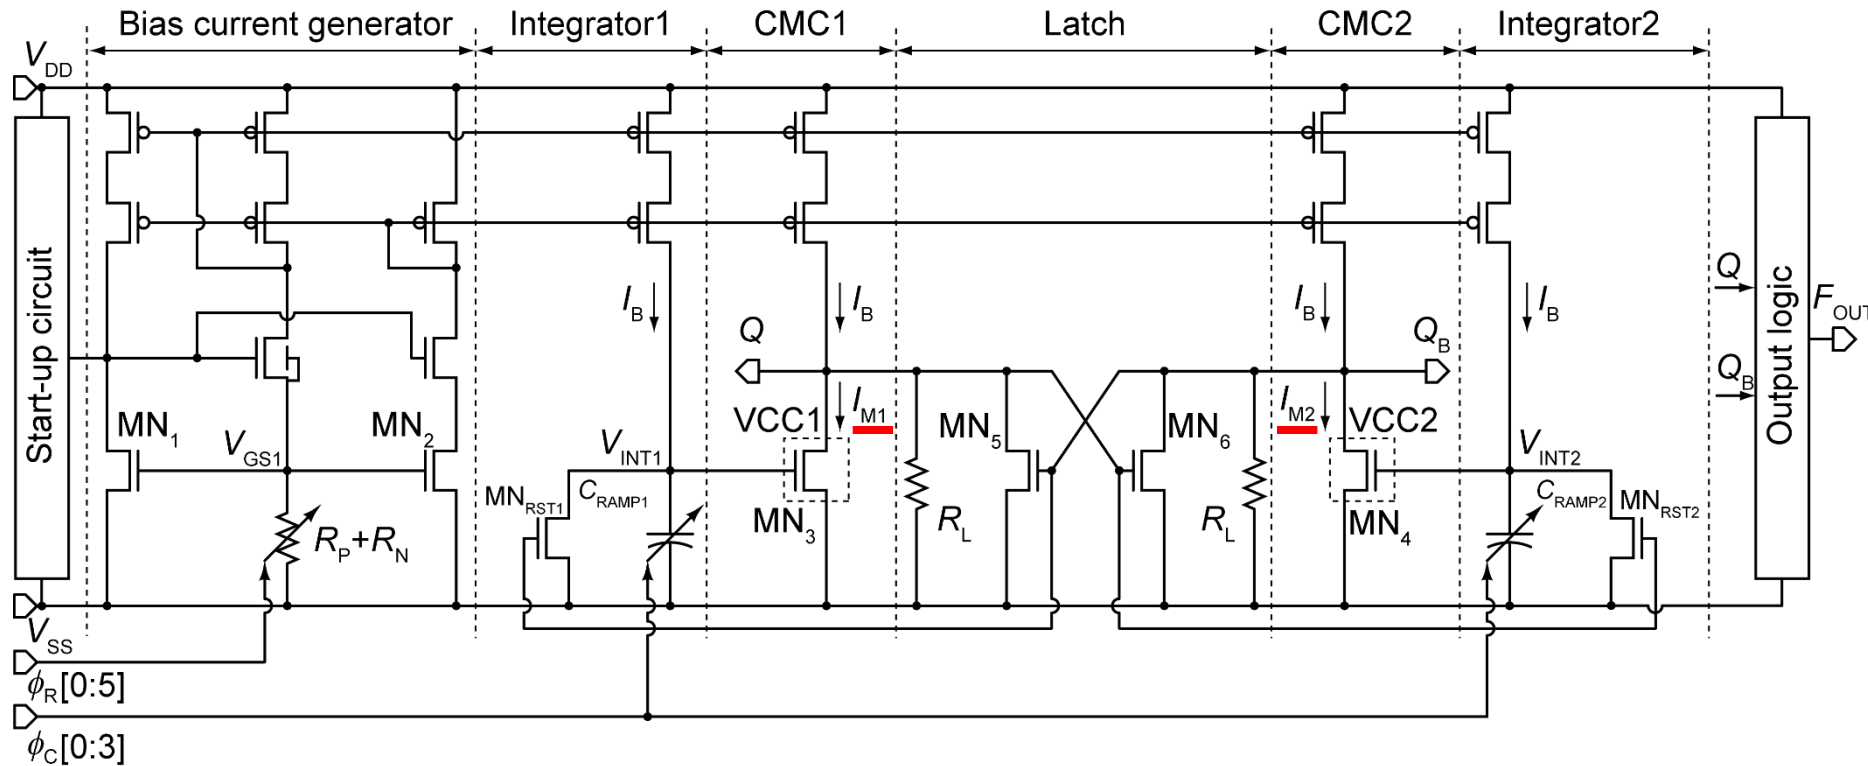 Bias current generator
Integrator1
CMC1
Latch
CMC2
Integrator2
VDD
Start-up circuit
IB
IB
IB
IB
Q
QB
Q
QB
FOUT
Output logic
MN1
VGS1
MN2
VINT1
VCC1
IM1
MN5
MN6
IM2
VCC2
VINT2
MNRST1
CRAMP1
MN3
RL
RL
MN4
CRAMP2
MNRST2
RP+RN
VSS
ϕR[0:5]
ϕC[0:3]